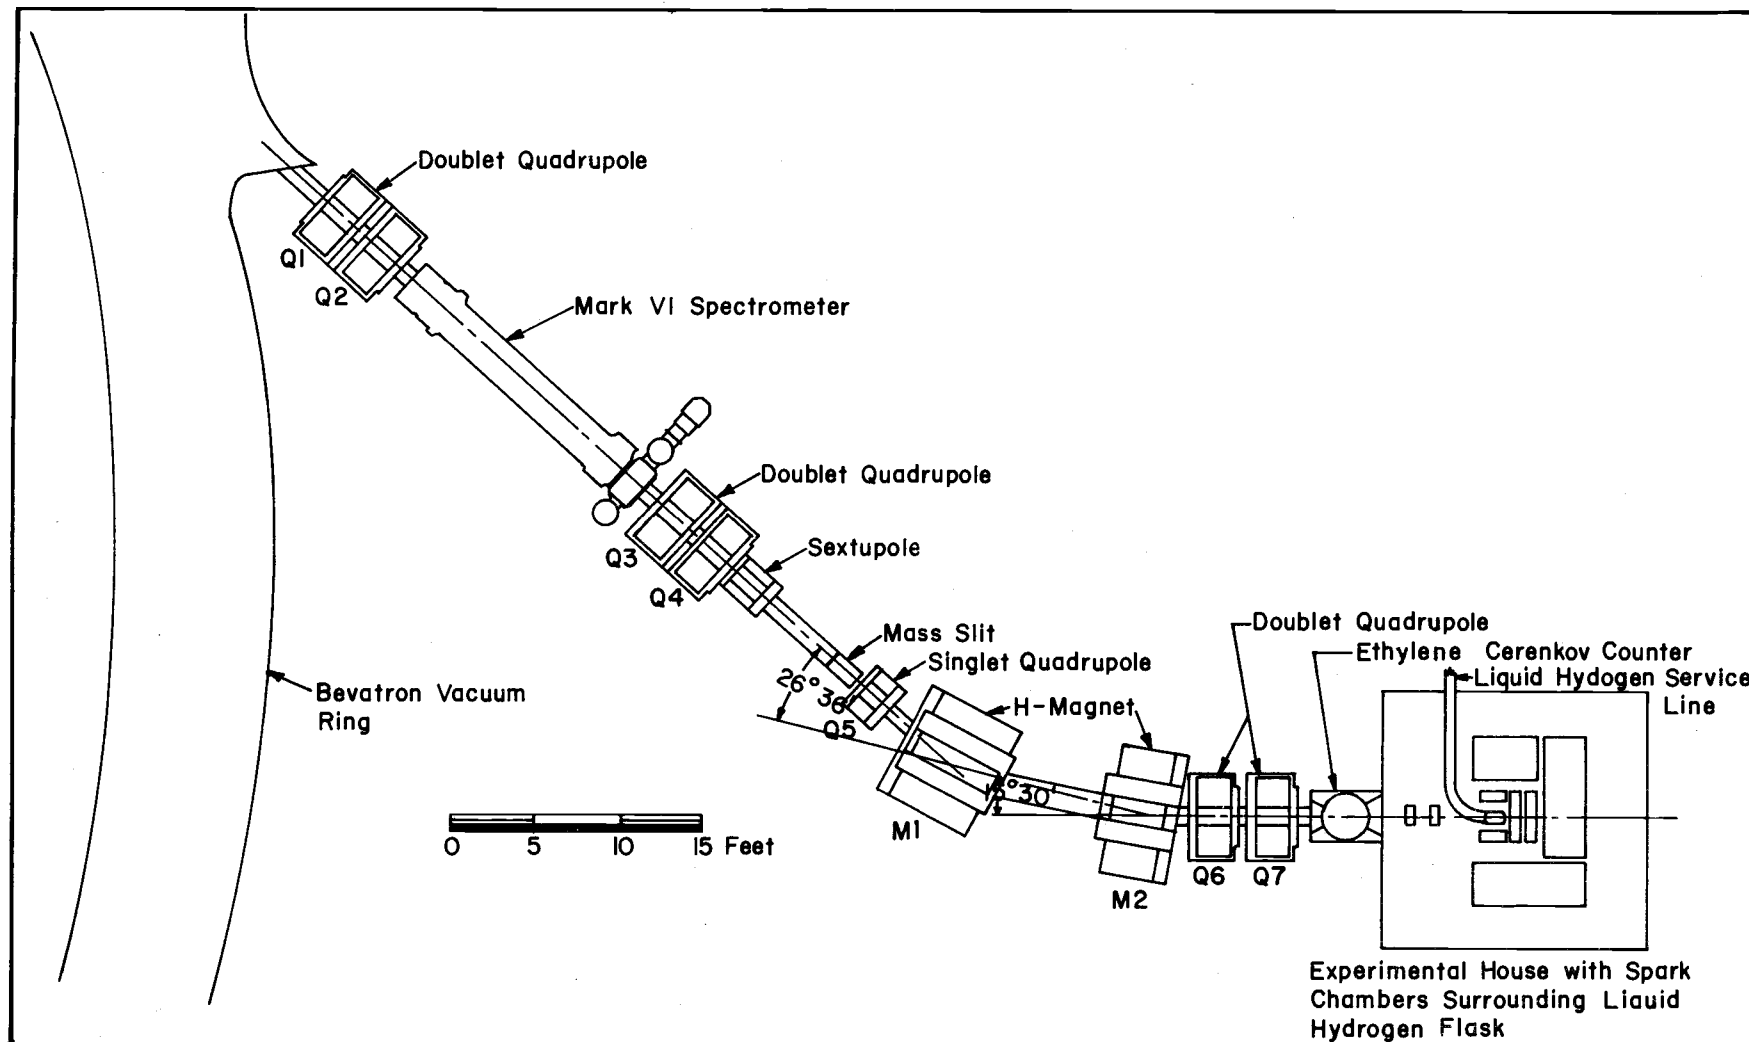 Doublet Quadrupole
Q1
Q2
Mark VI Spectrometer
Doublet Quadrupole
Q3
Sextupole
Q4
Mass Slit
Singlet Quadrupole
26° 36'
Q5
H-Magnet
Doublet Quadrupole
Ethylene Cerenkov Counter
Liquid Hydogen Service
Line
Bevatron Vacuum
Ring
°30'
M1
M2
Q6
Q7
0 5 10 15 Feet
Experimental House with Spark
Chambers Surrounding Liauid
Hydrogen Flask